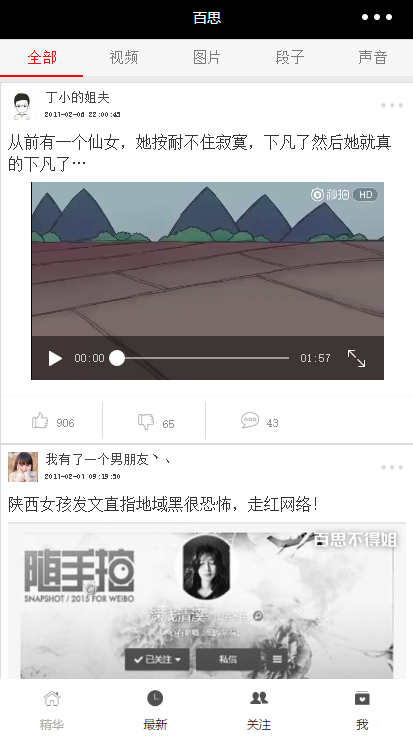 百思
全部 视频 图片 段子 声音
丁小的姐夫
2017-02-06 22:00:45
从前有一个仙女，她按耐不住寂寞，下凡了然后她就真
的下凡了…
秒拍 HD
00:00 01:57
906 65 43
我有了一个男朋友丶、
2017-02-07 09:19:50
陕西女孩发文直指地域黑很恐怖，走红网络！
百思不得姐
随手拍
SNAPSHOT / 2015 FOR WEIBO
已关注 私信
精华 最新 关注 我